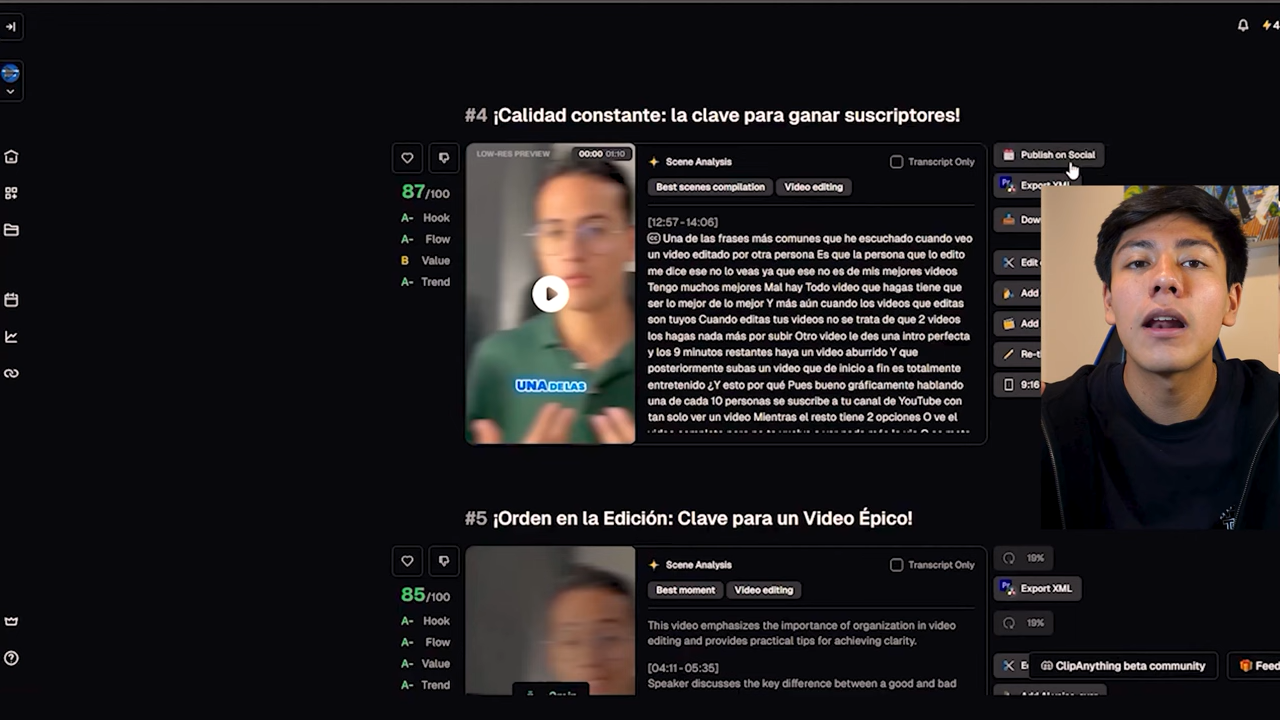 4
#4 ¡Calidad constante: la clave para ganar suscriptores!
LOW-RES PREVIEW
00:00 01:10
87/100
A- Hook
A- Flow
B Value
A- Trend
UNA DE LAS
Scene Analysis
Transcript Only
Best scenes compilation
Video editing
[12:57-14:06]
Una de las frases más comunes que he escuchado cuando veo
un video editado por otra persona Es que la persona que lo edito
me dice ese no lo veas ya que ese no es de mis mejores videos
Tengo muchos mejores Mal hay Todo video que hagas tiene que
ser lo mejor de lo mejor Y más aún cuando los videos que editas
son tuyos Cuando editas tus videos no se trata de que 2 videos
los hagas nada más por subir Otro video le des una intro perfecta
y los 9 minutos restantes haya un video aburrido Y que
posteriormente subas un video que de inicio a fin es totalmente
entretenido ¿Y esto por qué Pues bueno gráficamente hablando
una de cada 10 personas se suscribe a tu canal de YouTube con
tan solo ver un video Mientras el resto tiene 2 opciones O ve el
Publish on Social
Export XML
Dow
Edit
Add
Add
Re-t
9:16
#5 ¡Orden en la Edición: Clave para un Video Épico!
85/100
A- Hook
A- Flow
A- Value
A- Trend
Scene Analysis
Transcript Only
Best moment
Video editing
This video emphasizes the importance of organization in video
editing and provides practical tips for achieving clarity.
[04:11-05:35]
Speaker discusses the key difference between a good and bad
19%
Pr Export XML
19%
E
ClipAnything beta community
Feed